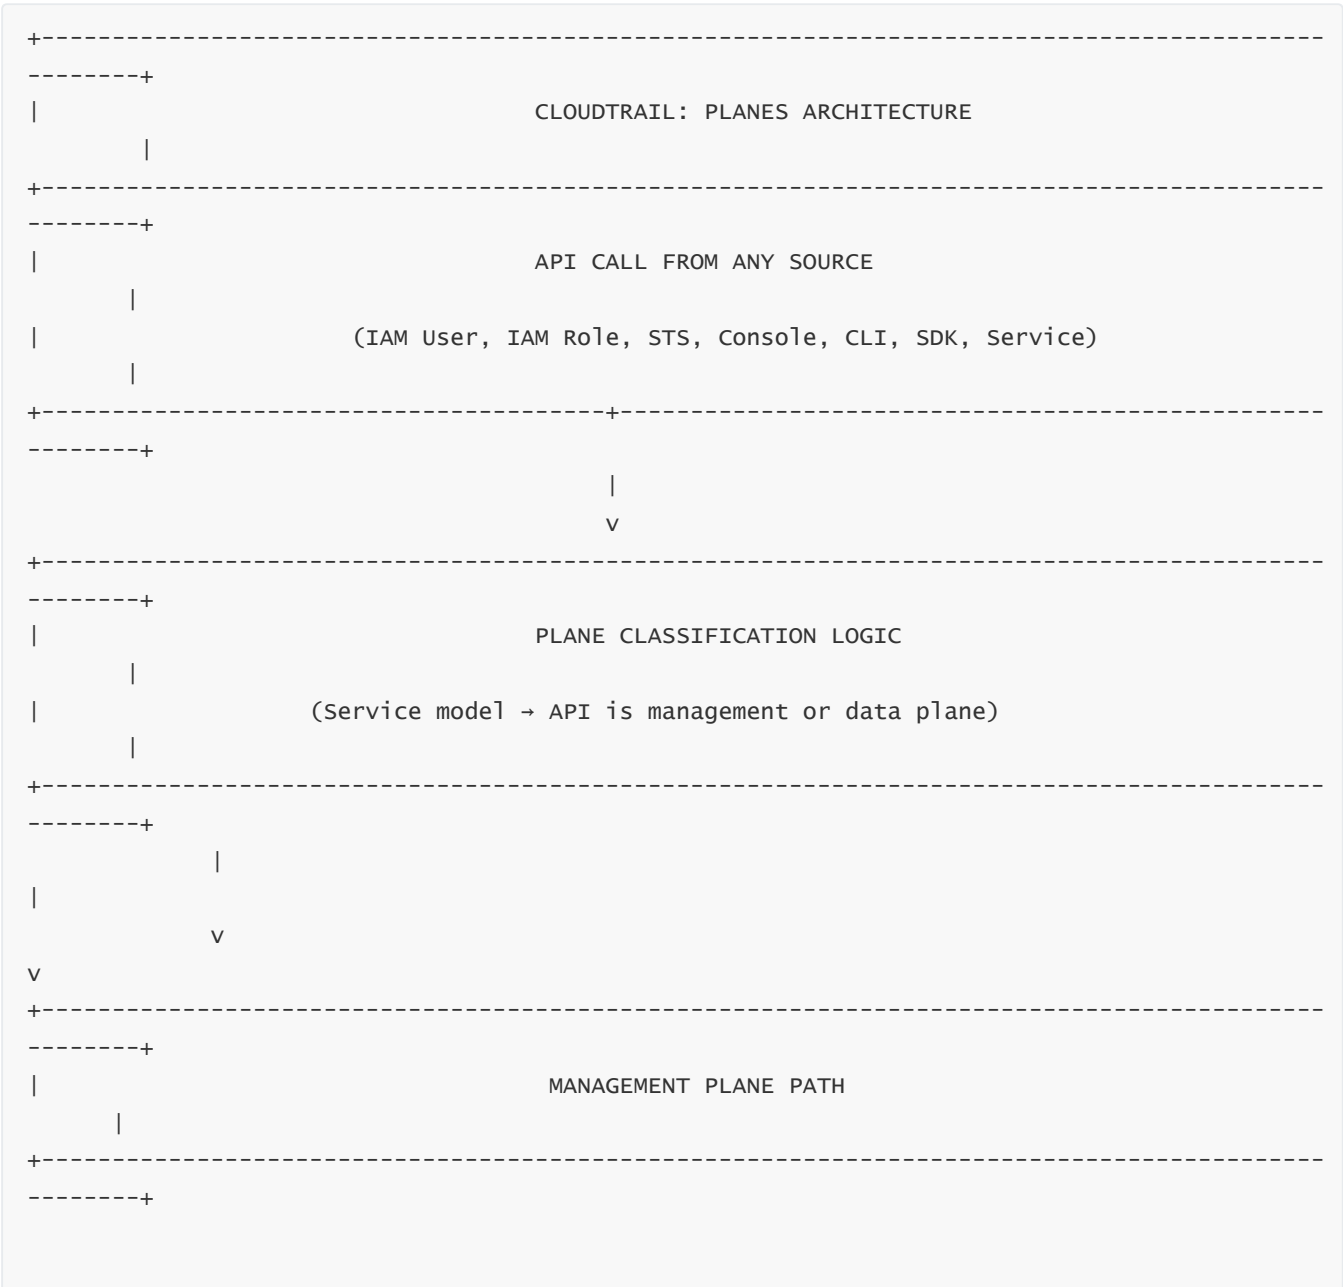 +-------------------------------------------------------------------------------------------
--------+
|                                   CLOUDTRAIL: PLANES ARCHITECTURE
        |
+-------------------------------------------------------------------------------------------
--------+
|                                   API CALL FROM ANY SOURCE
       |
|                      (IAM User, IAM Role, STS, Console, CLI, SDK, Service)
       |
+----------------------------------------+--------------------------------------------------
--------+
                                         |
                                         v
+-------------------------------------------------------------------------------------------
--------+
|                                   PLANE CLASSIFICATION LOGIC
       |
|                   (Service model → API is management or data plane)
       |
+-------------------------------------------------------------------------------------------
--------+
             |
|
             v
v
+-------------------------------------------------------------------------------------------
--------+
|                                    MANAGEMENT PLANE PATH
      |
+-------------------------------------------------------------------------------------------
--------+